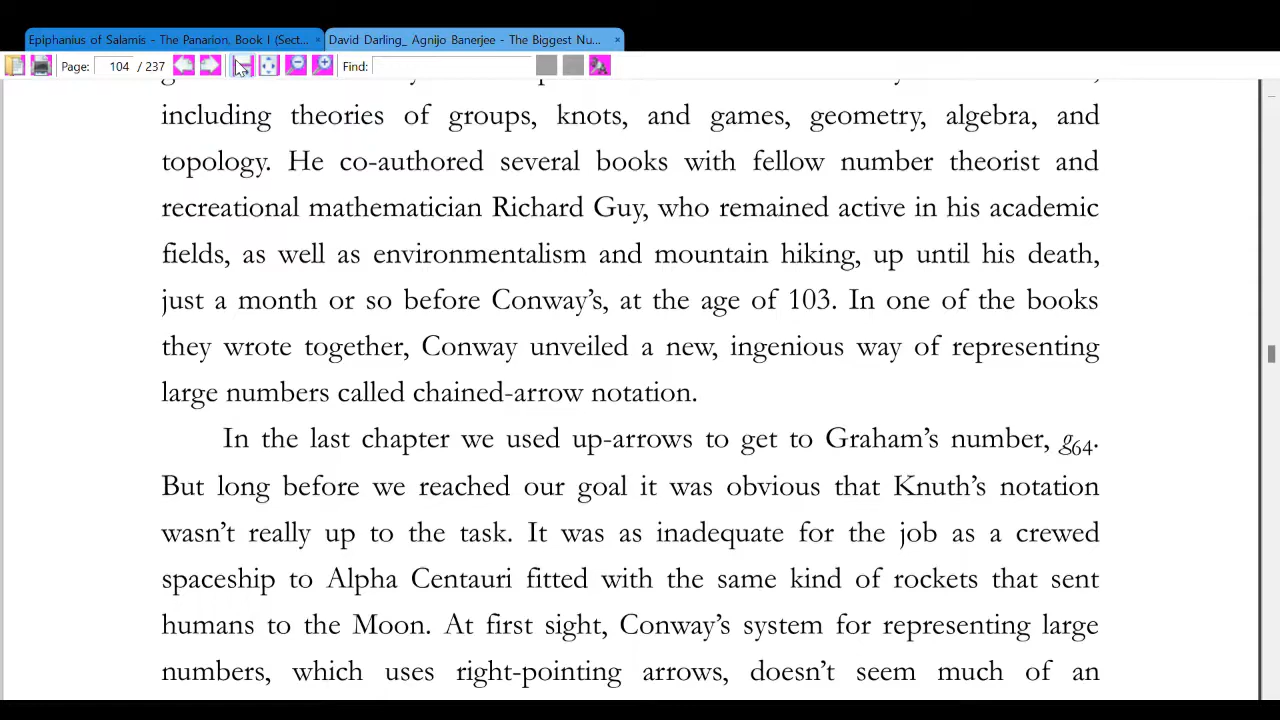 Epiphanius of Salamis - The Panarion, Book I (Sect... ×
David Darling_ Agnijo Banerjee - The Biggest Nu... ×
Page: 104 / 237 Find:
including theories of groups, knots, and games, geometry, algebra, and
topology. He co-authored several books with fellow number theorist and
recreational mathematician Richard Guy, who remained active in his academic
fields, as well as environmentalism and mountain hiking, up until his death,
just a month or so before Conway's, at the age of 103. In one of the books
they wrote together, Conway unveiled a new, ingenious way of representing
large numbers called chained-arrow notation.
In the last chapter we used up-arrows to get to Graham's number, g64.
But long before we reached our goal it was obvious that Knuth's notation
wasn't really up to the task. It was as inadequate for the job as a crewed
spaceship to Alpha Centauri fitted with the same kind of rockets that sent
humans to the Moon. At first sight, Conway's system for representing large
numbers, which uses right-pointing arrows, doesn't seem much of an